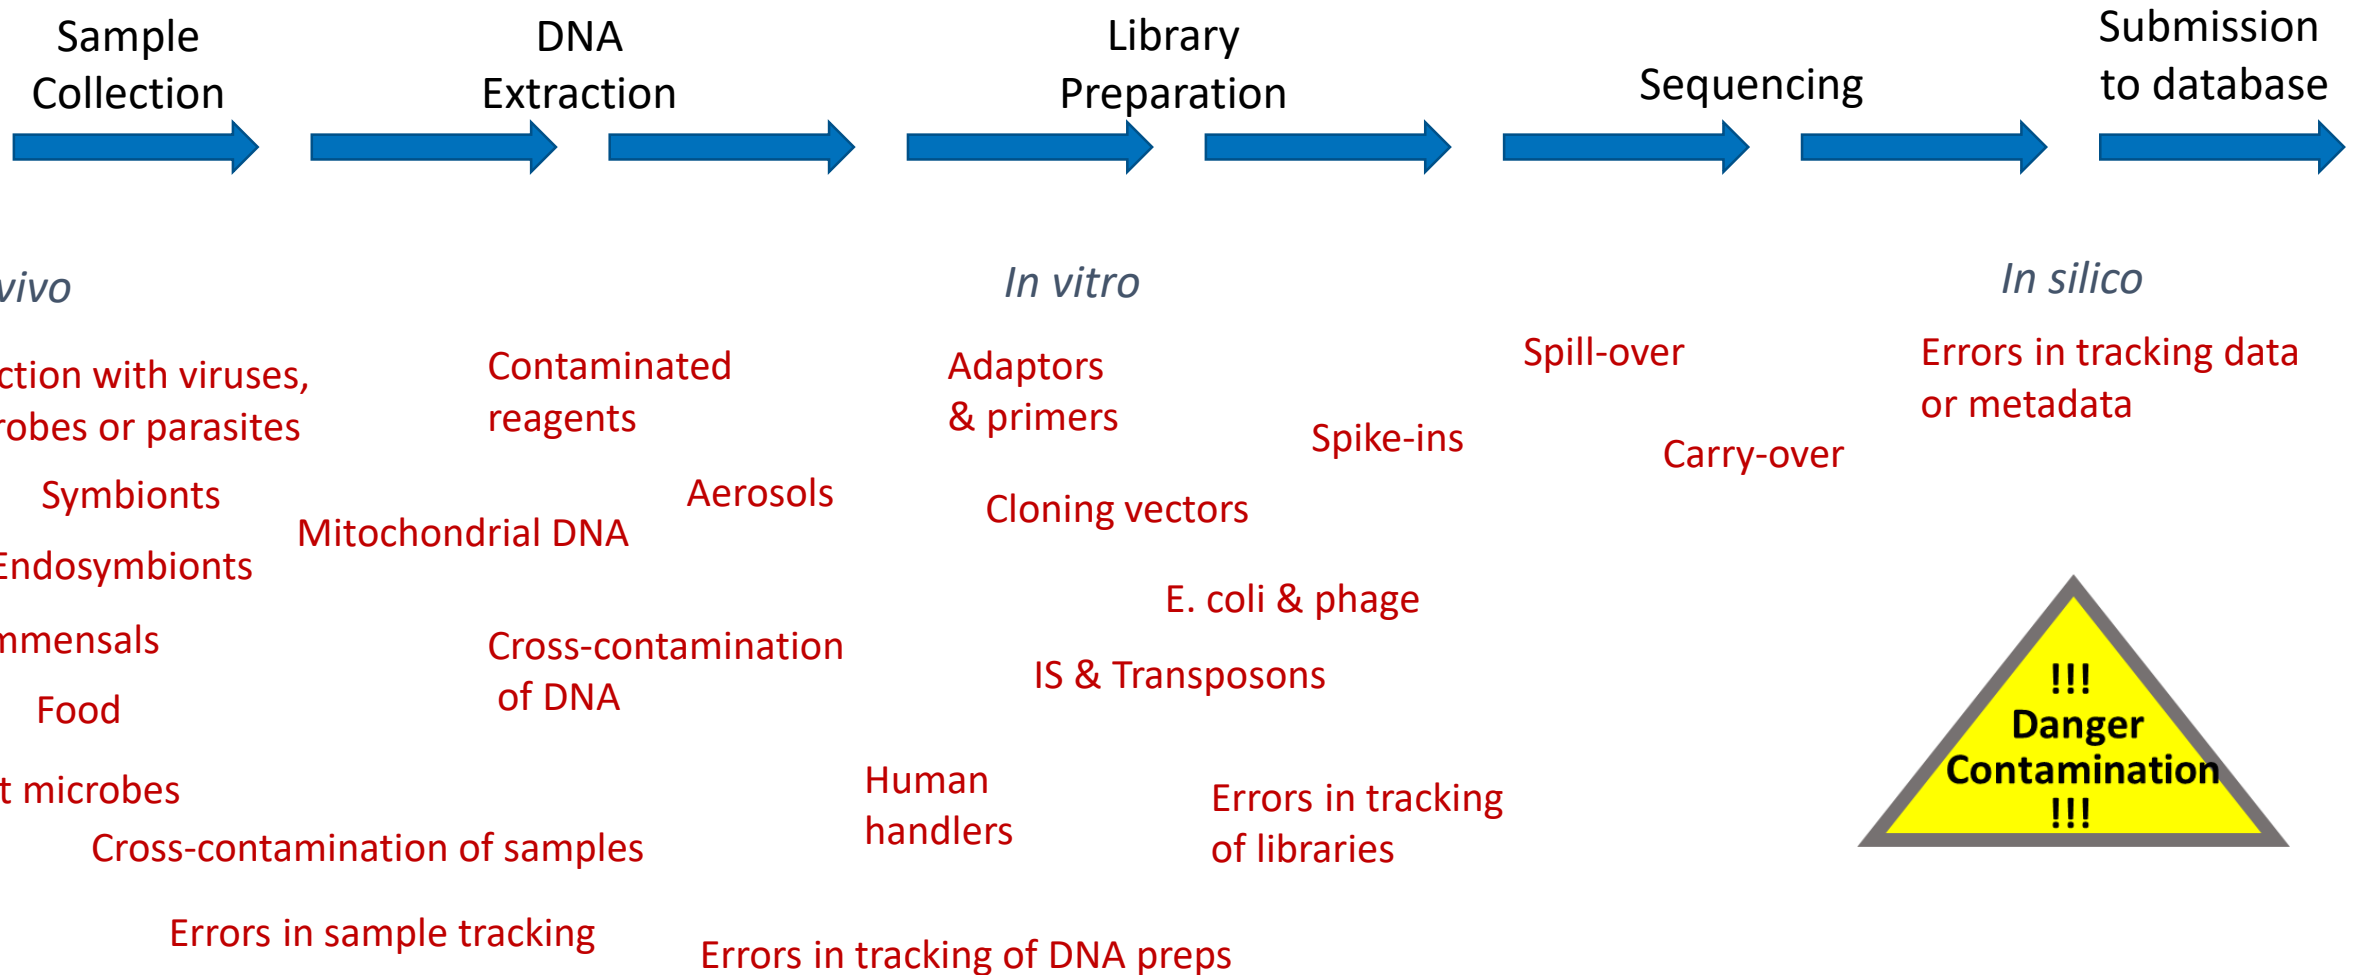 Sample
Collection
DNA
Extraction
Library
Preparation
Sequencing
Submission
to database
vivo
In vitro
In silico
ction with viruses,
robes or parasites
Symbionts
Endosymbionts
mmensals
Food
t microbes
Cross-contamination of samples
Errors in sample tracking
Mitochondrial DNA
Contaminated
reagents
Aerosols
Cross-contamination
of DNA
Errors in tracking of DNA preps
Adaptors
& primers
Spike-ins
Cloning vectors
E. coli & phage
IS & Transposons
Human
handlers
Errors in tracking
of libraries
Spill-over
Carry-over
Errors in tracking data
or metadata
!!!
Danger
Contamination
!!!